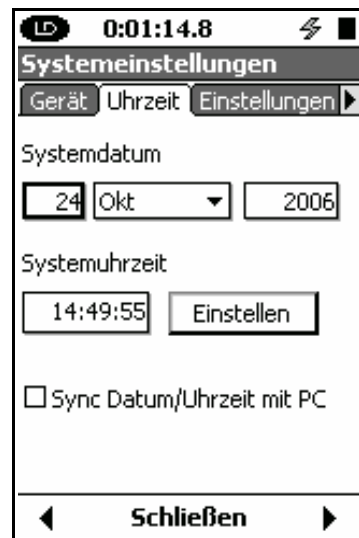 LD 0:01:14.8
Systemeinstellungen
Gerät Uhrzeit Einstellungen
Systemdatum
24 Okt 2006
Systemuhrzeit
14:49:55 Einstellen
Sync Datum/Uhrzeit mit PC
Schließen